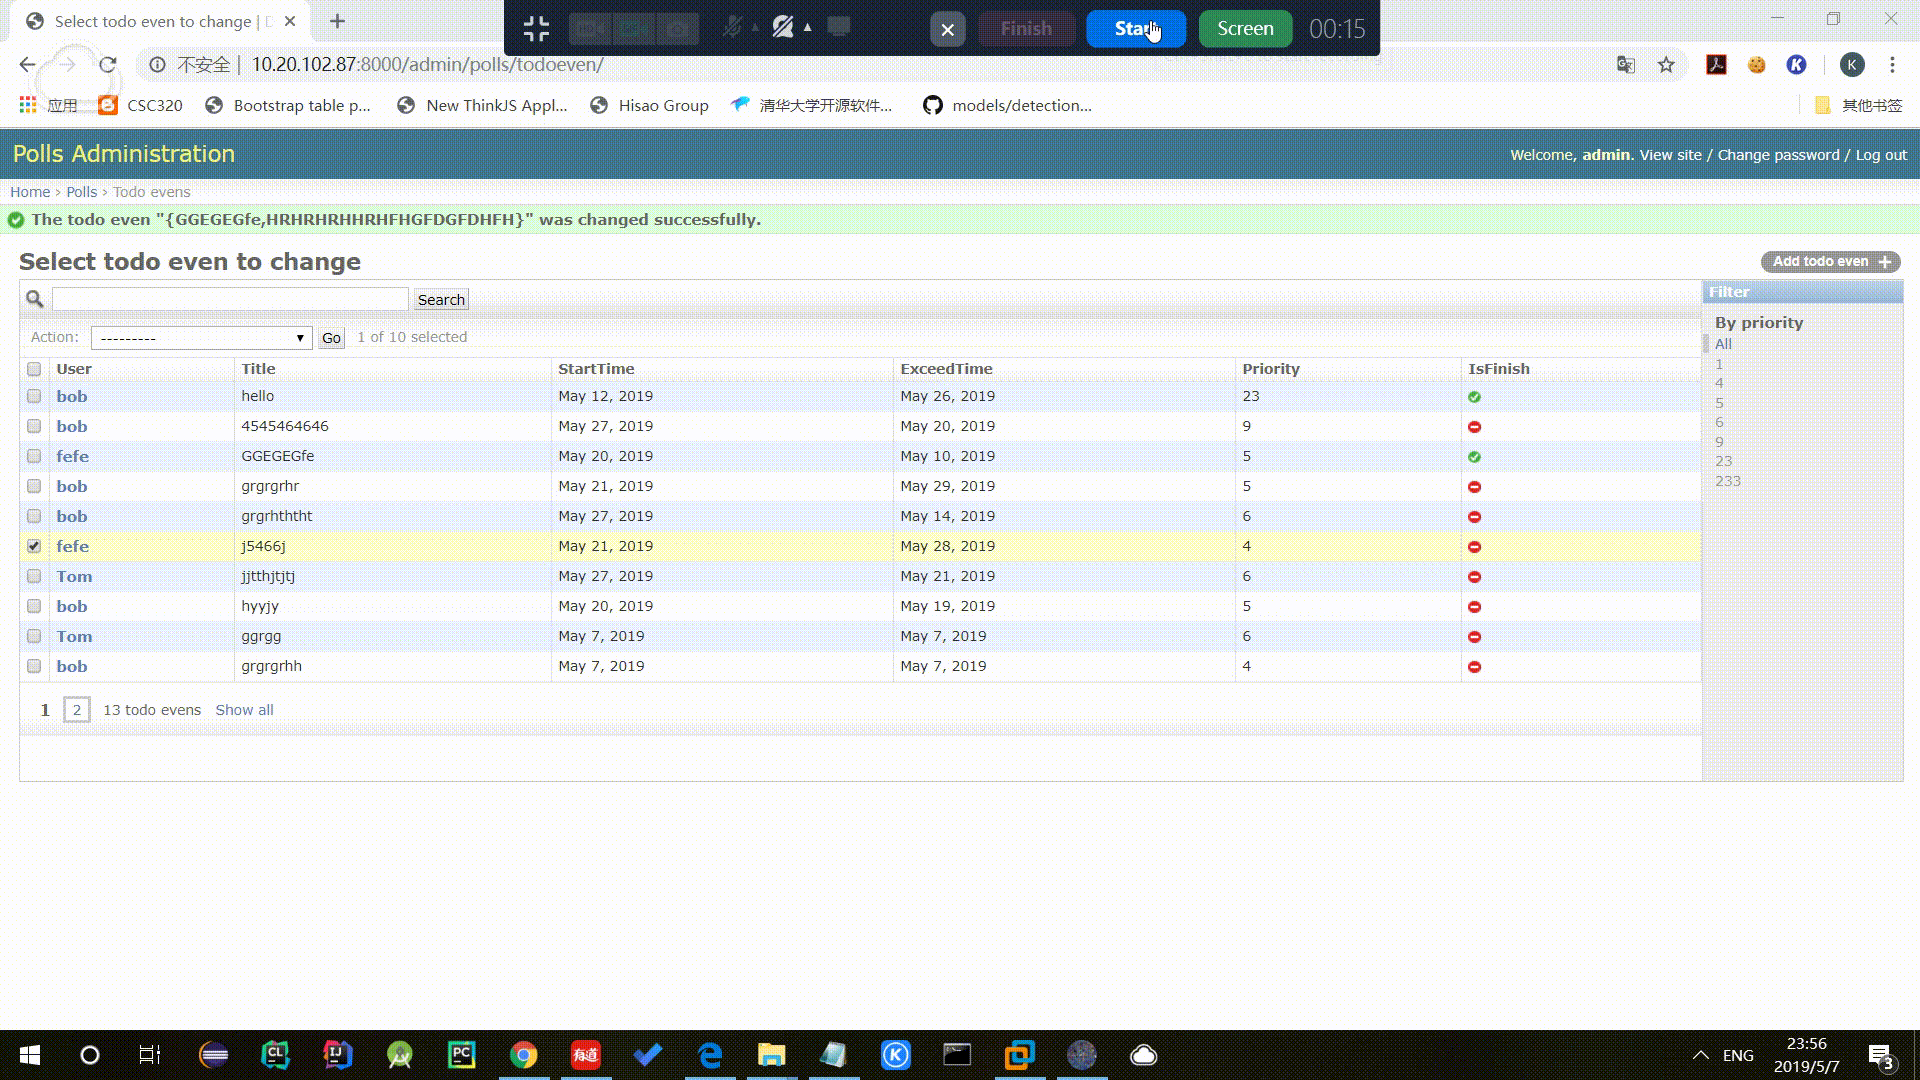 Select todo even to change | D
Finish
Start
Screen
00:15
不安全 | 10.20.102.87:8000/admin/polls/todoeven/
K
K
应用
CSC320
Bootstrap table p...
New ThinkJS Appl...
Hisao Group
清华大学开源软件...
models/detection...
其他书签
Polls Administration
Welcome, admin. View site / Change password / Log out
Home › Polls › Todo evens
The todo even "{GGEGEGfe,HRHRHRHHRHFHGFDGFDHFH}" was changed successfully.
Select todo even to change
Add todo even +
Search
Filter
Action: --------- Go 1 of 10 selected
By priority
All
1
4
5
6
9
23
233
User Title StartTime ExceedTime Priority IsFinish
bob hello May 12, 2019 May 26, 2019 23
bob 4545464646 May 27, 2019 May 20, 2019 9
fefe GGEGEGfe May 20, 2019 May 10, 2019 5
bob grgrgrhr May 21, 2019 May 29, 2019 5
bob grgrhththt May 27, 2019 May 14, 2019 6
fefe j5466j May 21, 2019 May 28, 2019 4
Tom jjtthjtjtj May 27, 2019 May 21, 2019 6
bob hyyjy May 20, 2019 May 19, 2019 5
Tom ggrgg May 7, 2019 May 7, 2019 6
bob grgrgrhh May 7, 2019 May 7, 2019 4
1 2 13 todo evens Show all
CL
IJ
PC
有道
K
ENG
23:56
2019/5/7
3